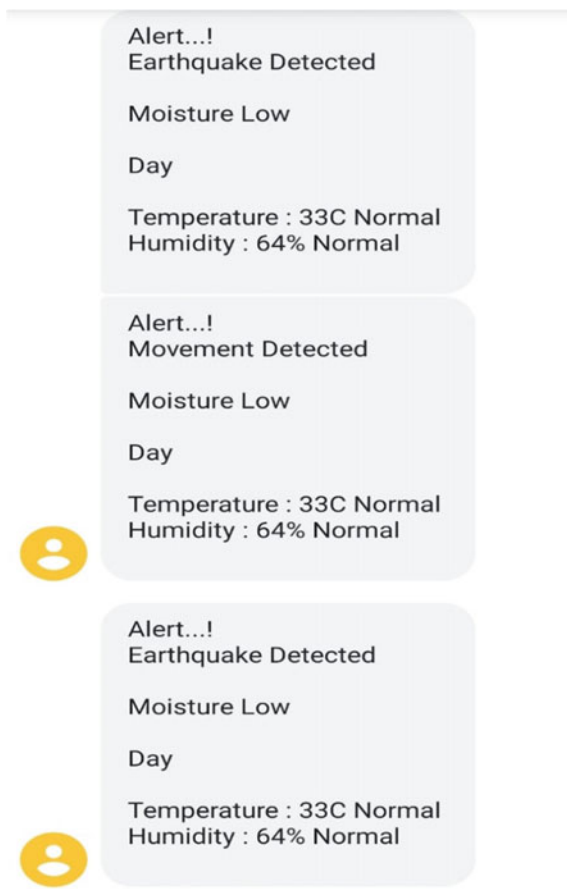 Alert...!
Earthquake Detected
Moisture Low
Day
Temperature : 33C Normal
Humidity : 64% Normal
Alert...!
Movement Detected
Moisture Low
Day
Temperature : 33C Normal
Humidity : 64% Normal
Alert...!
Earthquake Detected
Moisture Low
Day
Temperature : 33C Normal
Humidity : 64% Normal